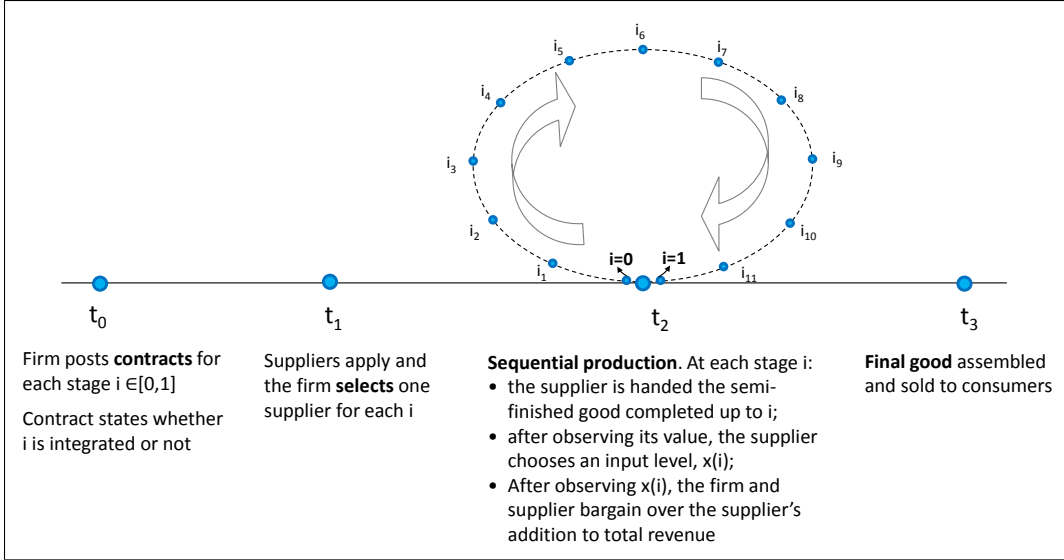 i₆
i₅
i₇
i₄
i₈
i₃
i₉
i₂
i₁₀
i=0
i=1
i₁
i₁₁
t₀
t₁
t₂
t₃
Firm posts contracts for
each stage i ∈[0,1]
Contract states whether
i is integrated or not
Suppliers apply and
the firm selects one
supplier for each i
Sequential production. At each stage i:
• the supplier is handed the semi-
finished good completed up to i;
• after observing its value, the supplier
chooses an input level, x(i);
• After observing x(i), the firm and
supplier bargain over the supplier's
addition to total revenue
Final good assembled
and sold to consumers